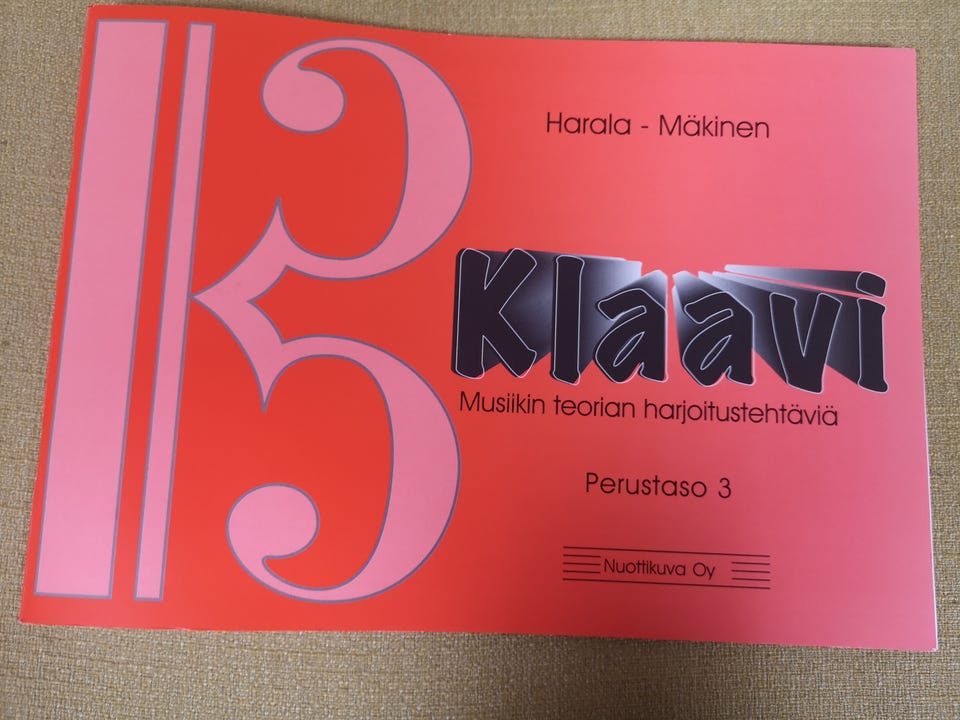 Harala - Mäkinen
Klaavi
Musiikin teorian harjoitustehtäviä
Perustaso 3
Nuottikuva Oy